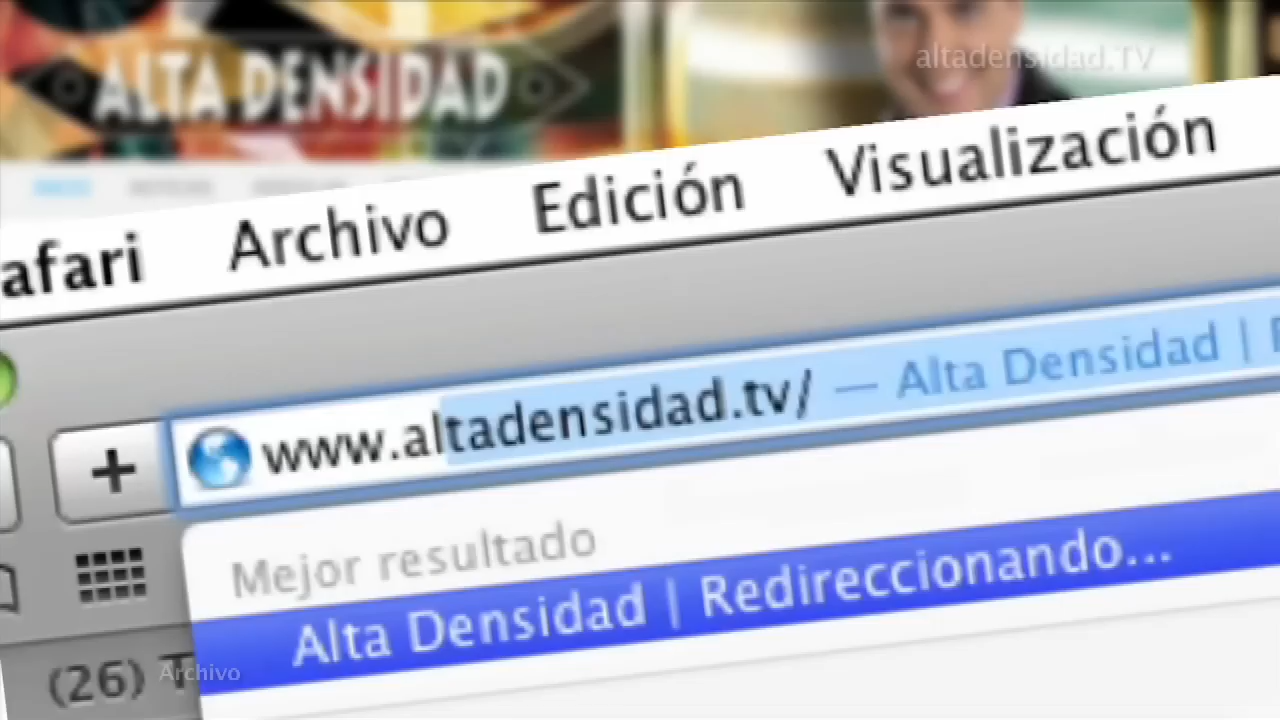 ALTA DENSIDAD
altadensidad.TV
afari Archivo Edición Visualización
www.altadensidad.tv/ — Alta Densidad |
Mejor resultado
Alta Densidad | Redireccionando...
(26) T
Archivo